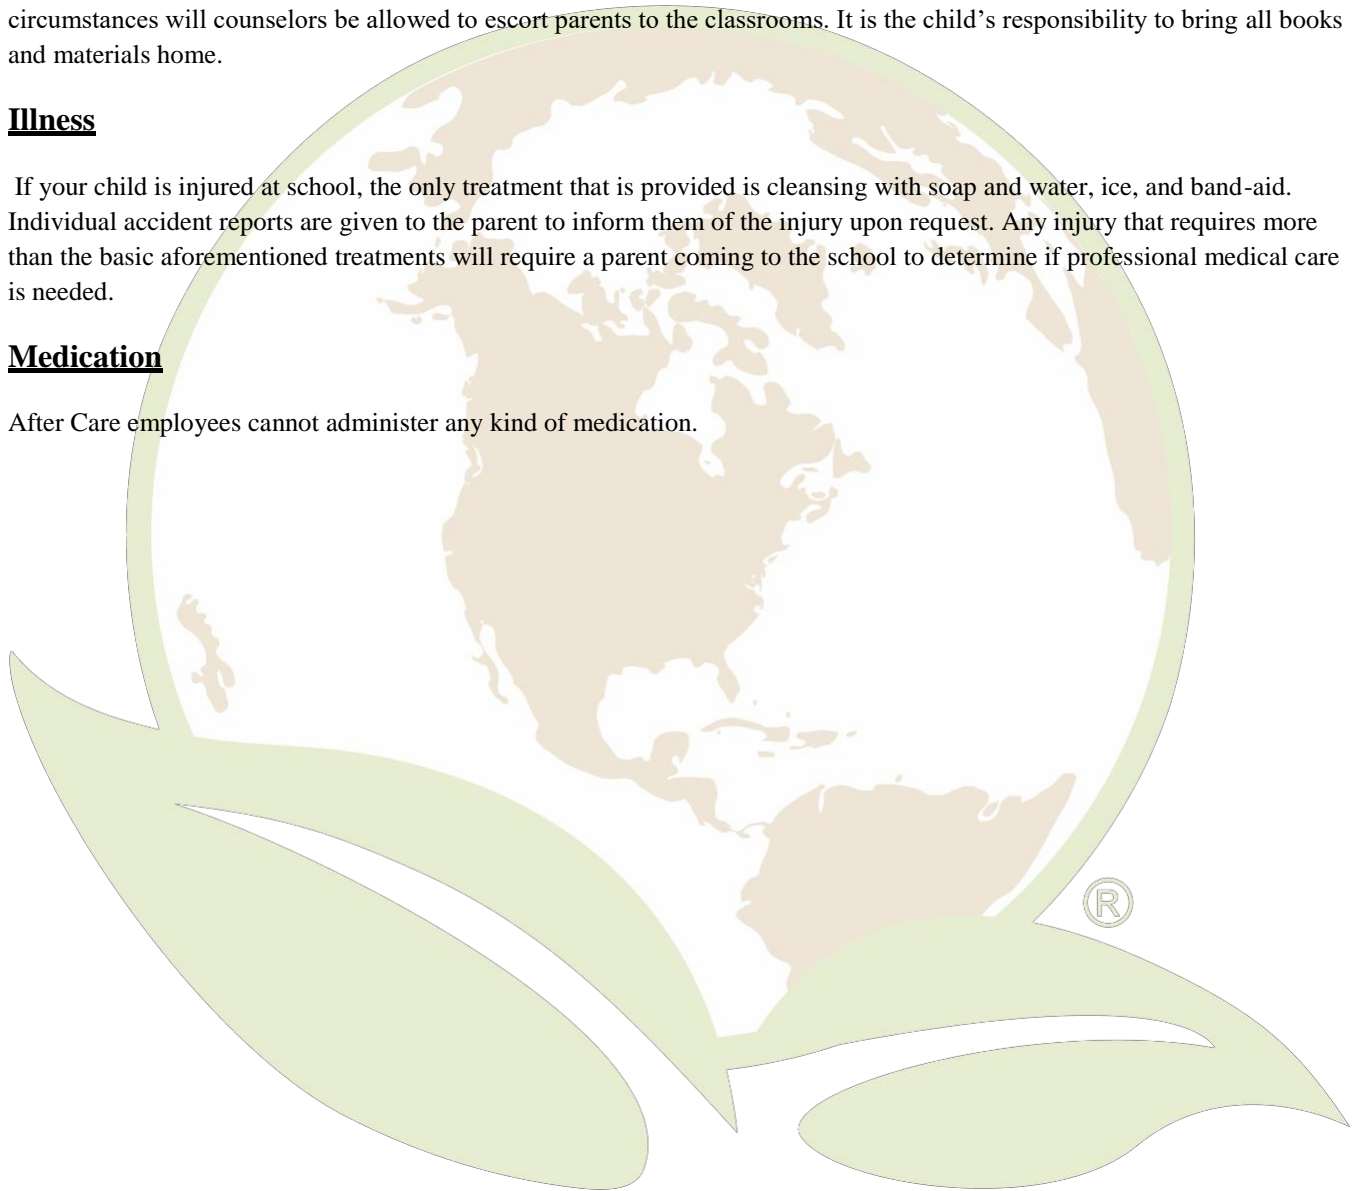 circumstances will counselors be allowed to escort parents to the classrooms. It is the child’s responsibility to bring all books
and materials home.
Illness
If your child is injured at school, the only treatment that is provided is cleansing with soap and water, ice, and band-aid.
Individual accident reports are given to the parent to inform them of the injury upon request. Any injury that requires more
than the basic aforementioned treatments will require a parent coming to the school to determine if professional medical care
is needed.
Medication
After Care employees cannot administer any kind of medication.
®